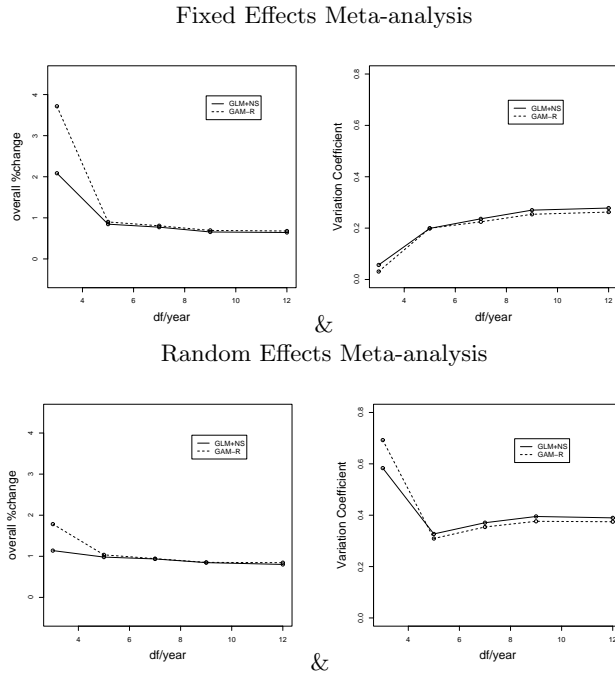 Fixed Effects Meta-analysis
overall %change
0 1 2 3 4
GLM+NS
GAM−R
4 6 8 10 12
df/year
&
Variation Coefficient
0.0 0.2 0.4 0.6 0.8
GLM+NS
GAM−R
4 6 8 10 12
df/year
Random Effects Meta-analysis
overall %change
0 1 2 3 4
GLM+NS
GAM−R
4 6 8 10 12
df/year
&
Variation Coefficient
0.0 0.2 0.4 0.6 0.8
GLM+NS
GAM−R
4 6 8 10 12
df/year